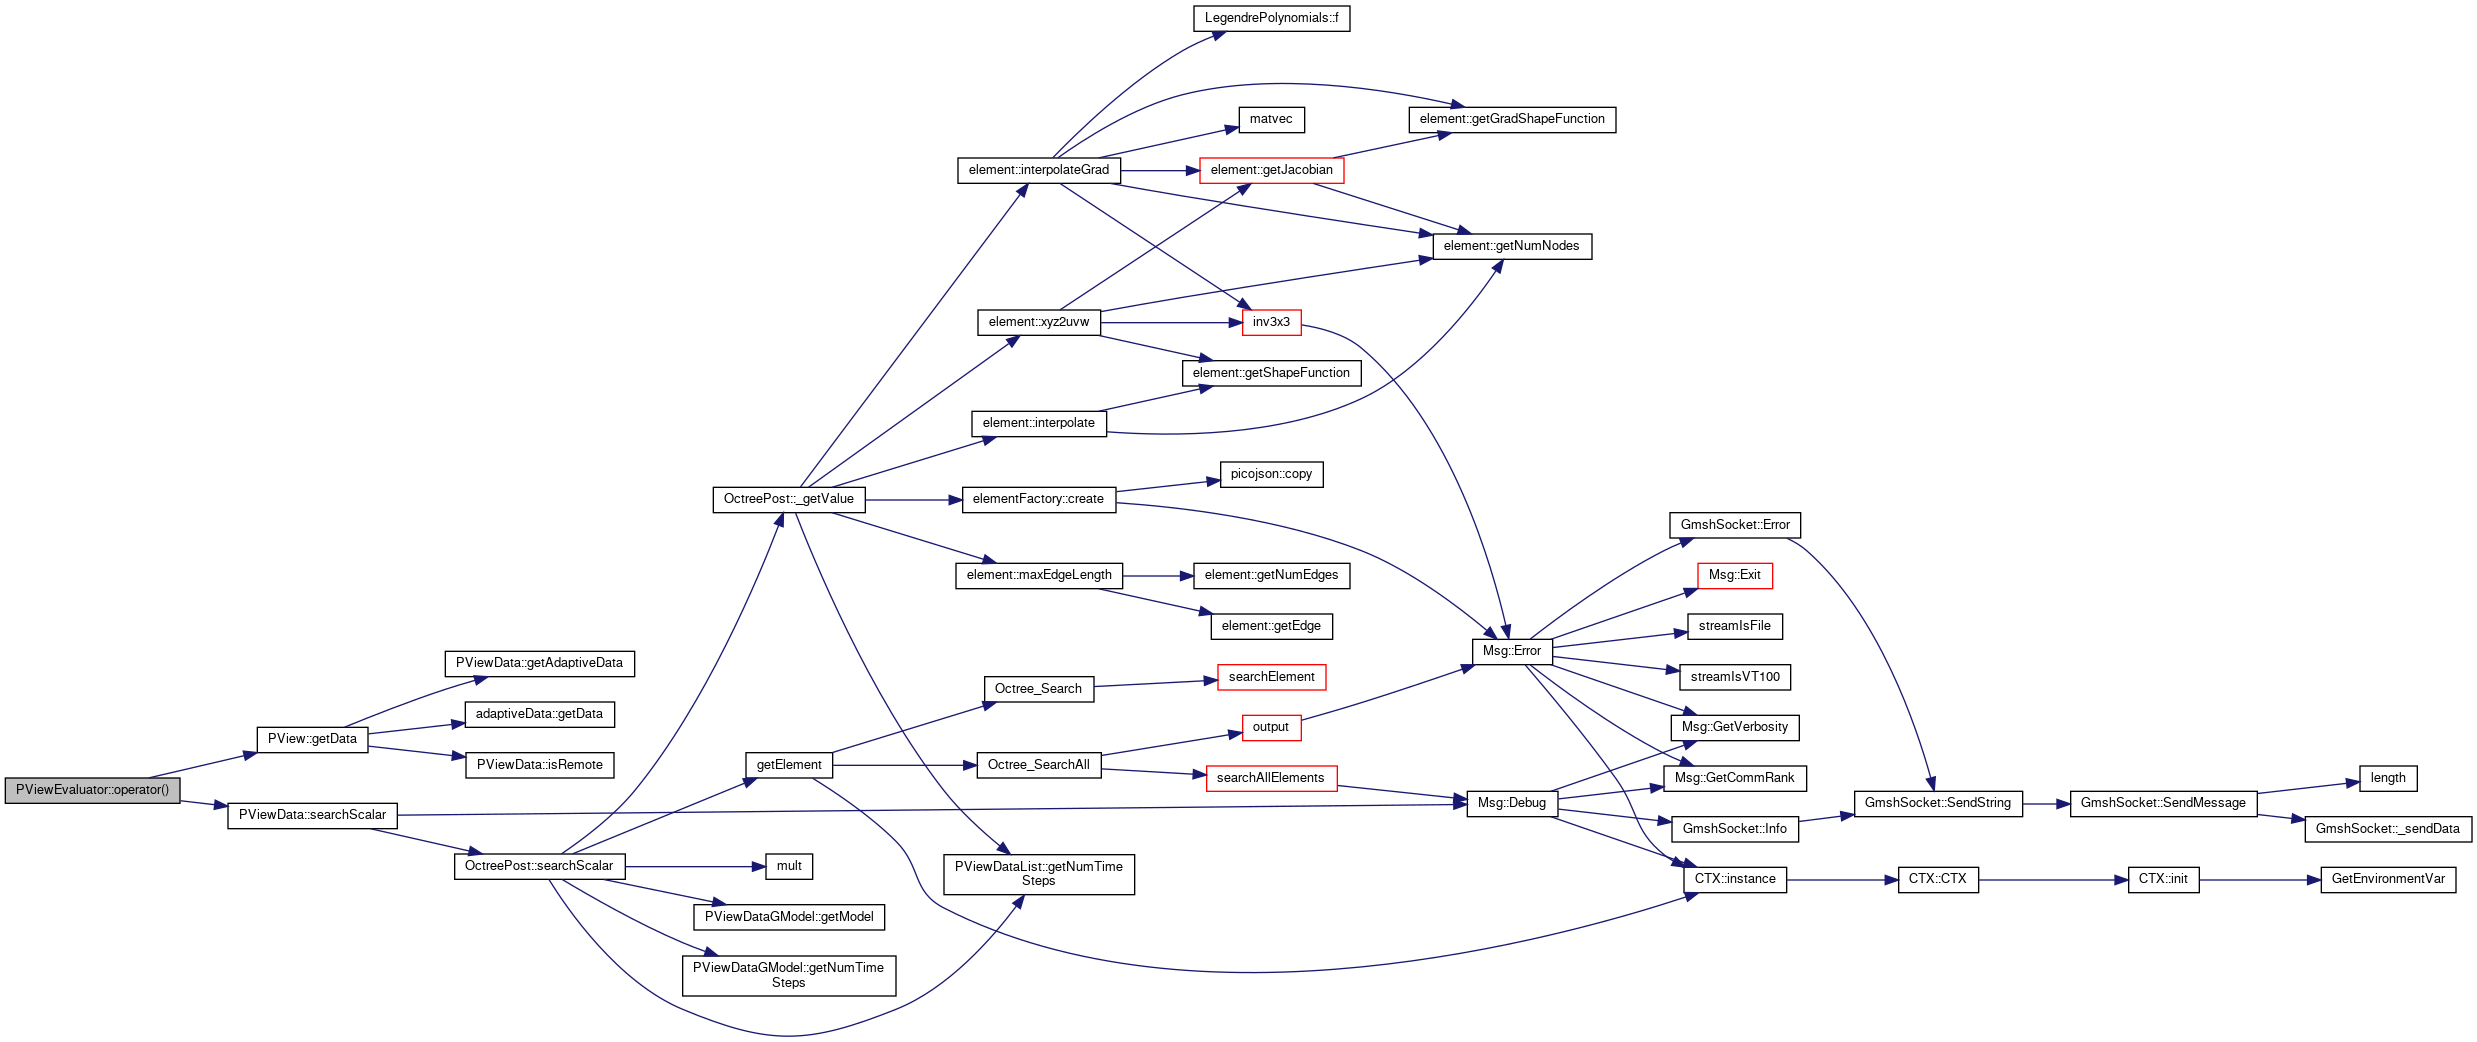 LegendrePolynomials::f
matvec
element::getGradShapeFunction
element::interpolateGrad
element::getJacobian
element::getNumNodes
element::xyz2uvw
inv3x3
element::getShapeFunction
element::interpolate
picojson::copy
OctreePost::_getValue
elementFactory::create
GmshSocket::Error
element::maxEdgeLength
element::getNumEdges
Msg::Exit
element::getEdge
streamIsFile
Msg::Error
PViewData::getAdaptiveData
searchElement
streamIsVT100
Octree_Search
adaptiveData::getData
output
Msg::GetVerbosity
PView::getData
PViewData::isRemote
getElement
Octree_SearchAll
searchAllElements
Msg::GetCommRank
length
PViewEvaluator::operator()
Msg::Debug
GmshSocket::SendString
GmshSocket::SendMessage
PViewData::searchScalar
GmshSocket::Info
GmshSocket::_sendData
OctreePost::searchScalar
mult
PViewDataList::getNumTime
Steps
CTX::instance
CTX::CTX
CTX::init
GetEnvironmentVar
PViewDataGModel::getModel
PViewDataGModel::getNumTime
Steps